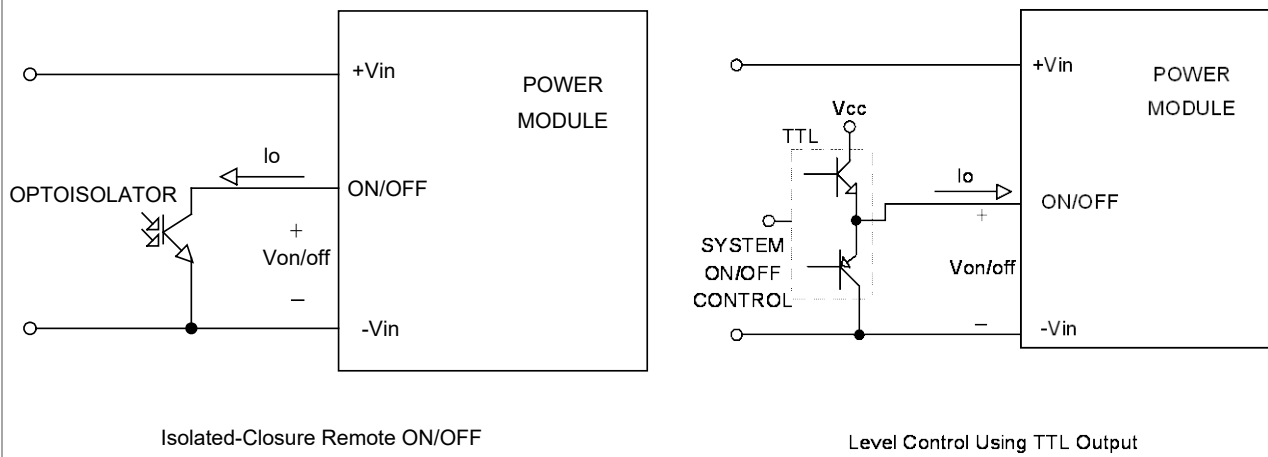 +Vin
POWER
MODULE
Io
OPTOISOLATOR
ON/OFF
+
Von/off
−
-Vin
Isolated-Closure Remote ON/OFF
+Vin
POWER
MODULE
Vcc
TTL
Io
ON/OFF
+
SYSTEM
ON/OFF
CONTROL
Von/off
−
-Vin
Level Control Using TTL Output